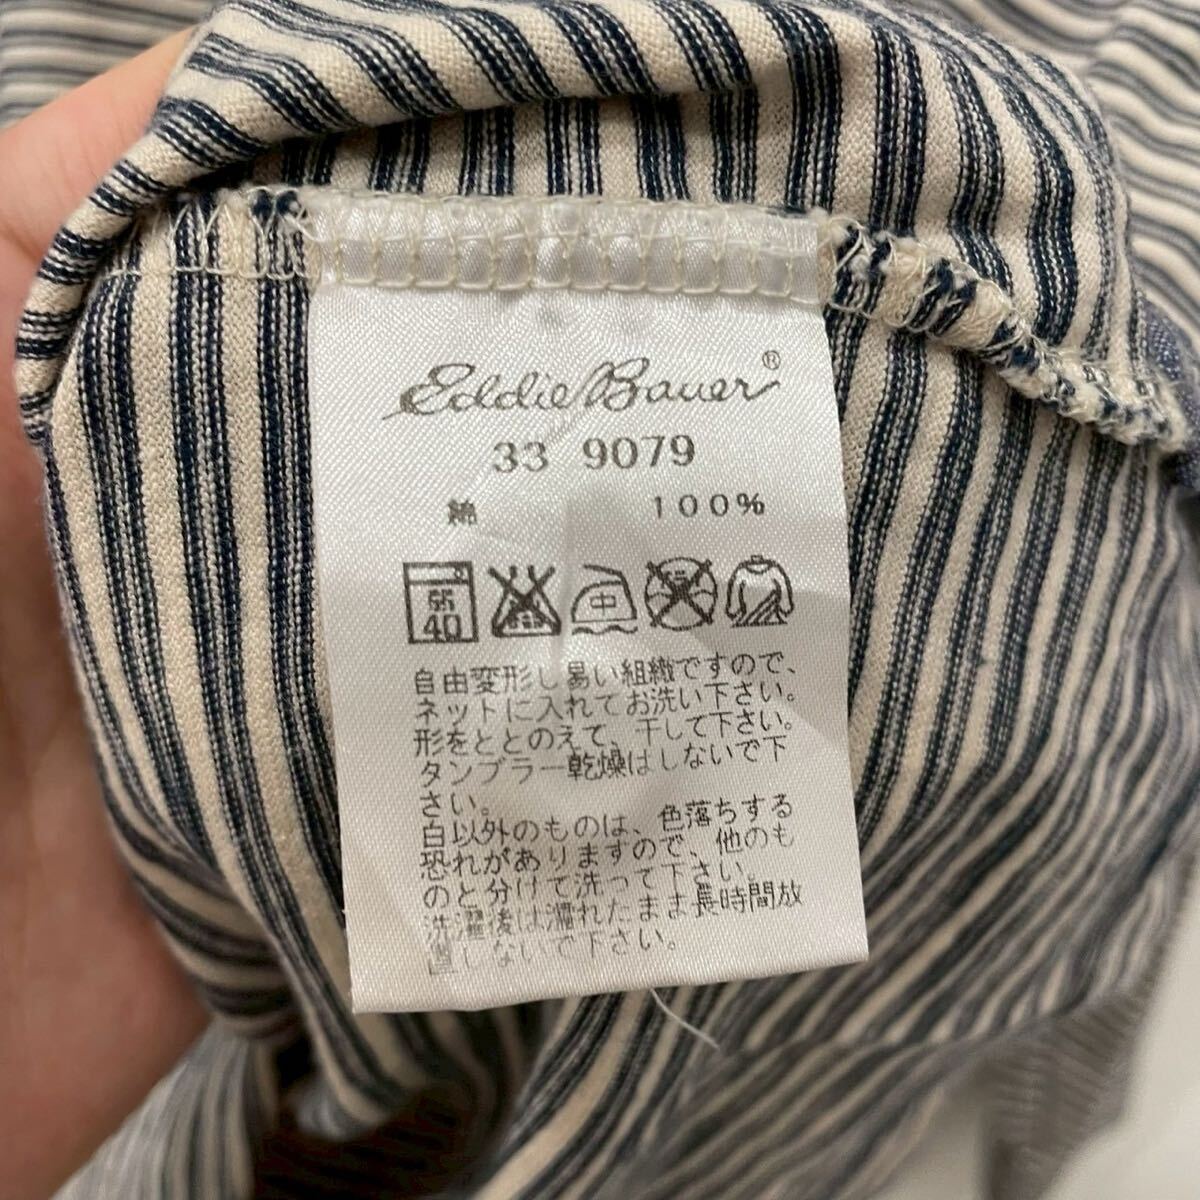 Eddie Bauer®
33 9079
綿 100%
40 中
自由変形し易い組織ですので、
ネットに入れてお洗い下さい。
形をととのえて、干して下さい。
タンブラー乾燥はしないで下
さい。
白以外のものは、色落ちする
恐れがありますので、他のも
のと分けて洗って下さい。
洗濯後は濡れたまま長時間放
置しないで下さい。